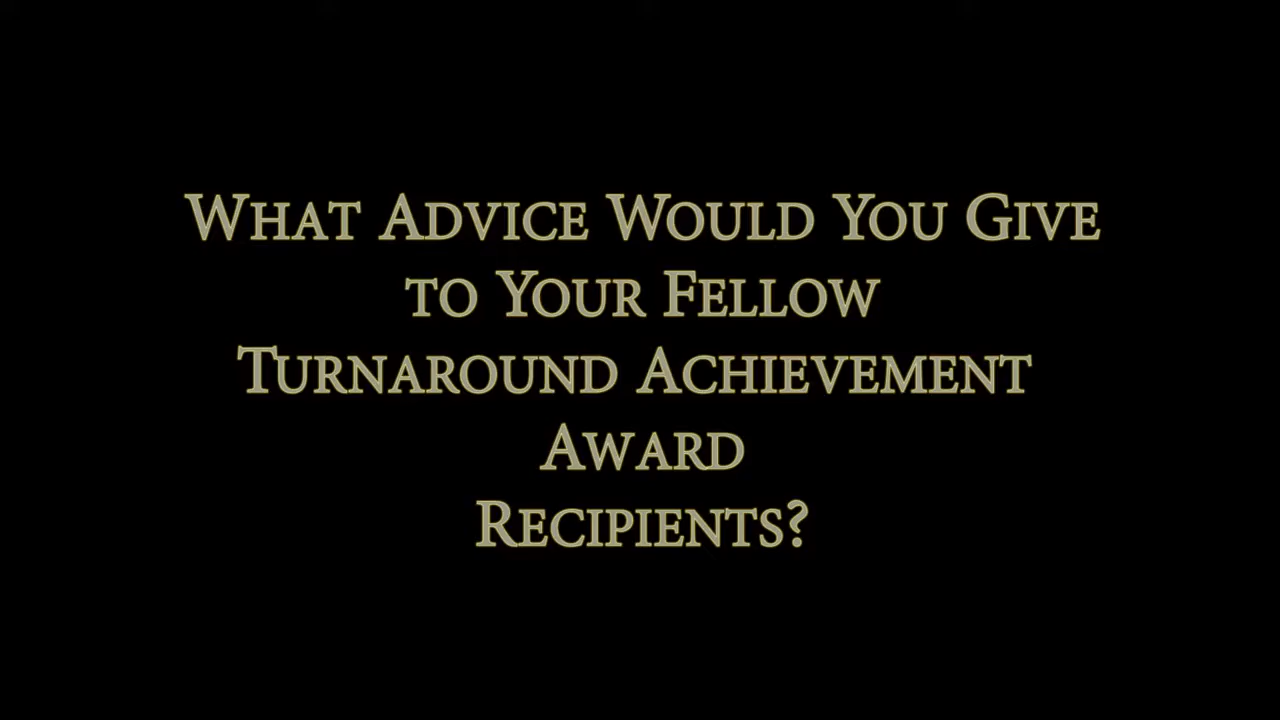 What Advice Would You Give
to Your Fellow
Turnaround Achievement
Award
Recipients?